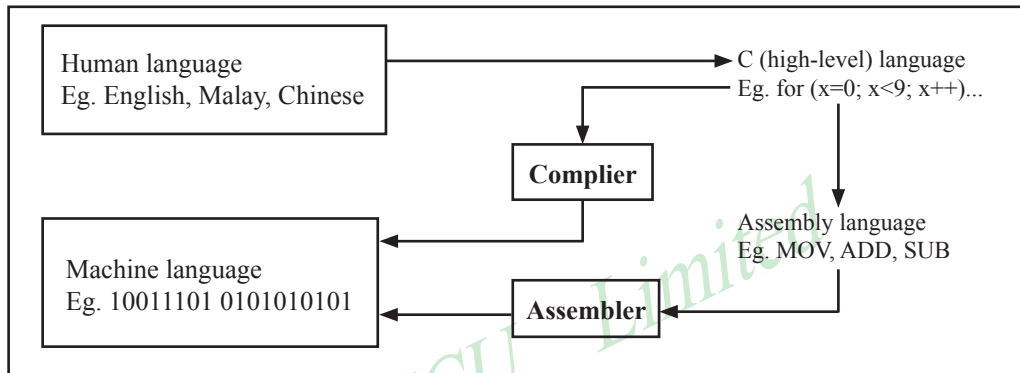 Human language
Eg. English, Malay, Chinese
C (high-level) language
Eg. for (x=0; x<9; x++)...
Complier
Assembly language
Eg. MOV, ADD, SUB
Machine language
Eg. 10011101 0101010101
Assembler
Limited